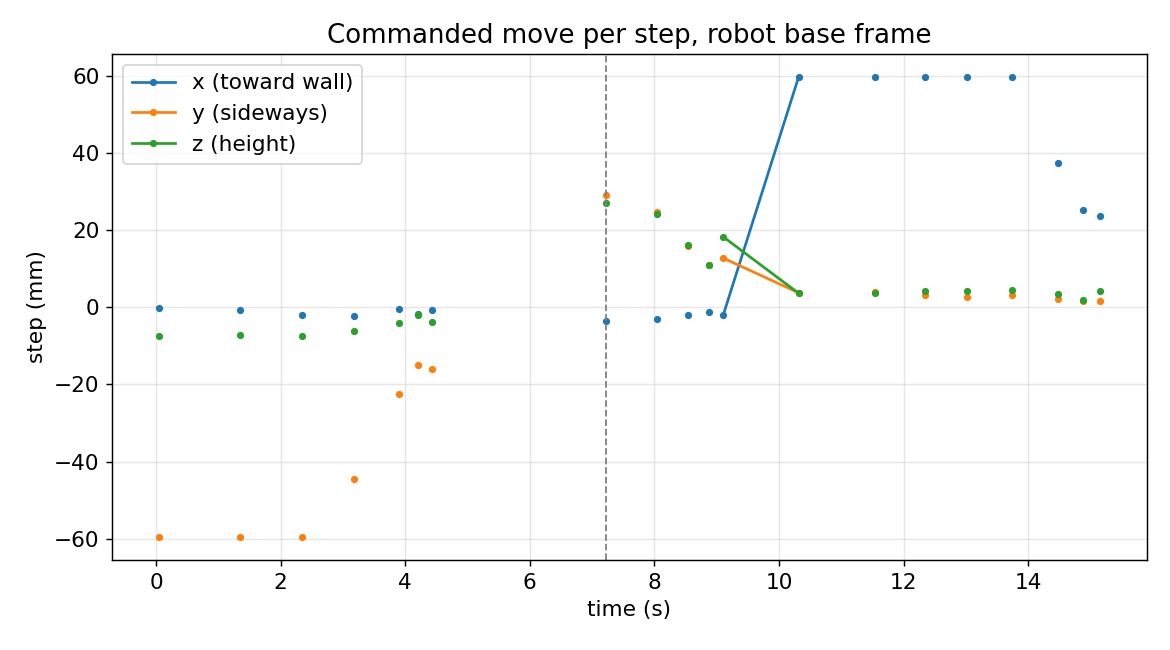 Commanded move per step, robot base frame
x (toward wall)
y (sideways)
z (height)
step (mm)
60
40
20
0
−20
−40
−60
0 2 4 6 8 10 12 14
time (s)